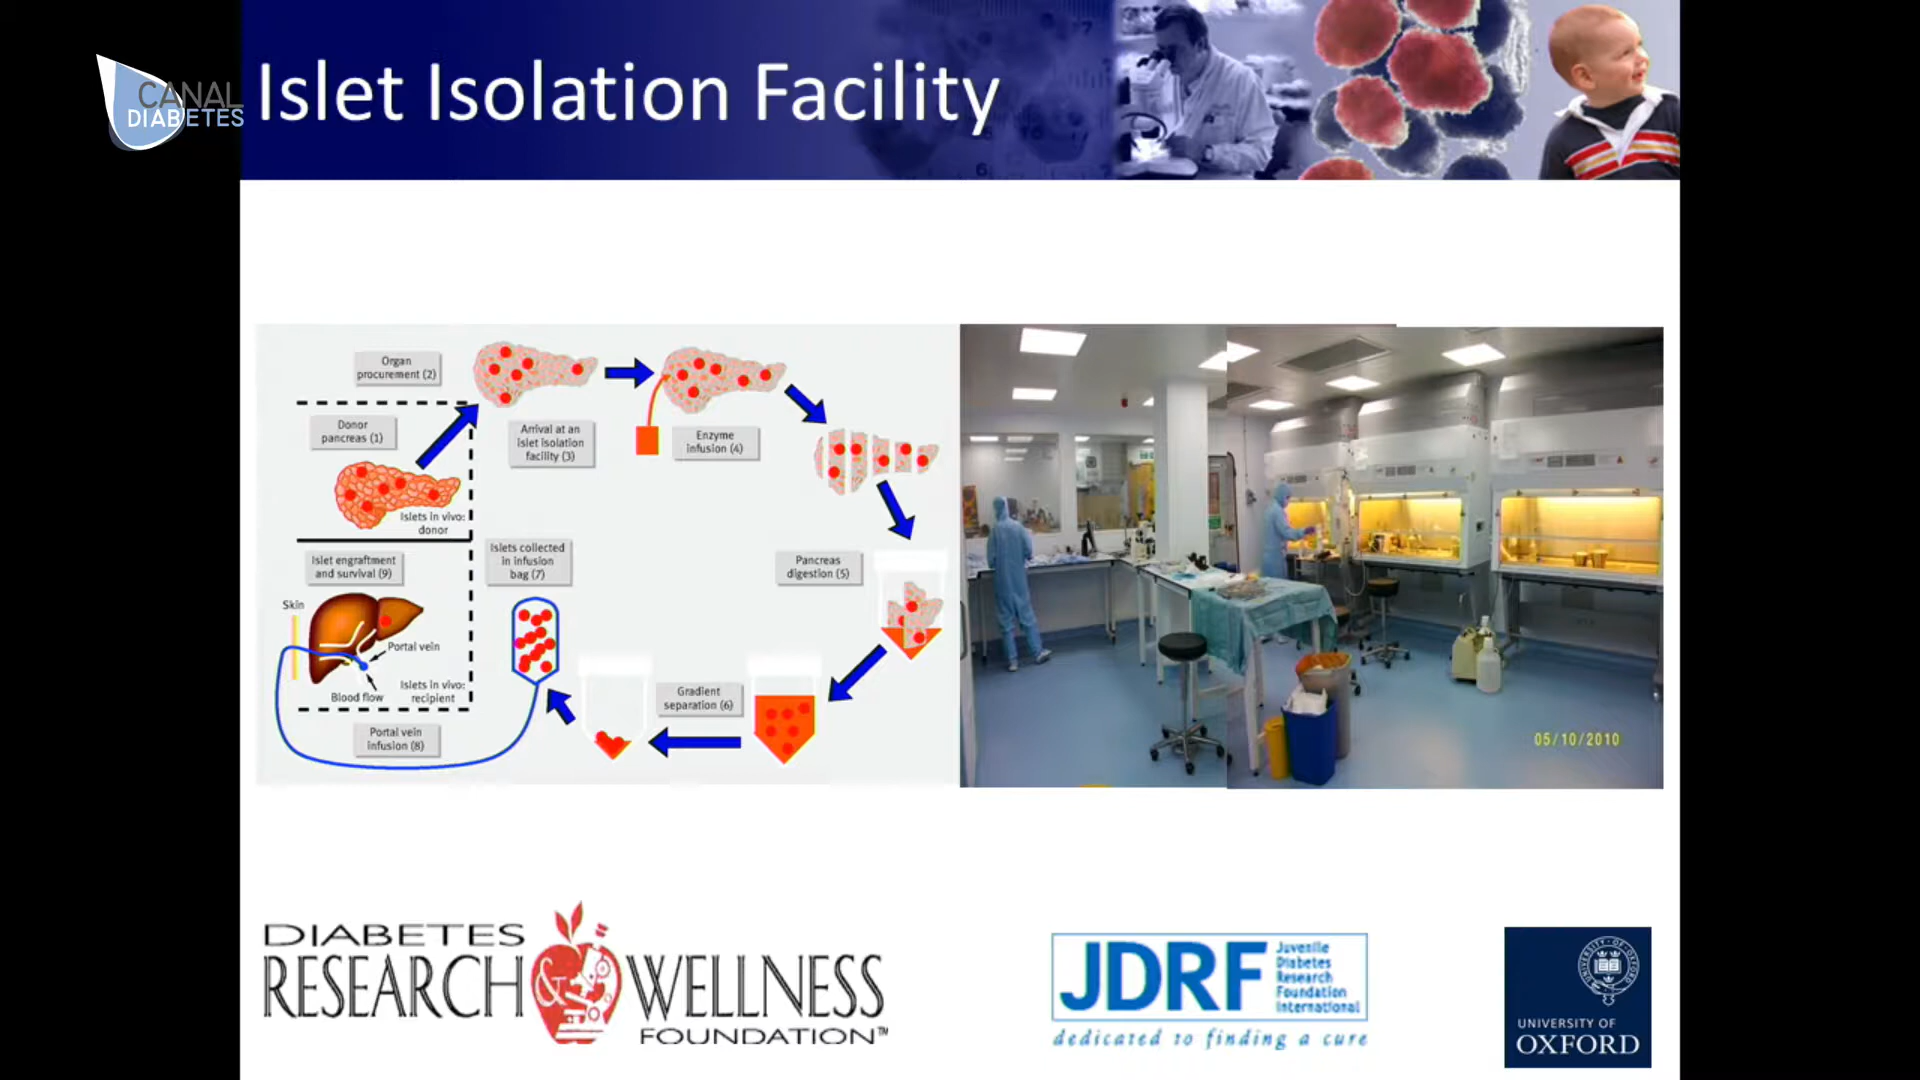 CANAL
DIABETES
Islet Isolation Facility
Organ
procurement (2)
Donor
pancreas (1)
Arrival at an
islet isolation
facility (3)
Enzyme
infusion (4)
Islets in vivo:
donor
Islet engraftment
and survival (9)
Islets collected
in infusion
bag (7)
Pancreas
digestion (5)
Skin
Portal vein
Blood flow
Islets in vivo:
recipient
Gradient
separation (6)
Portal vein
infusion (8)
05/10/2010
DIABETES
RESEARCH & WELLNESS
FOUNDATION™
JDRF
Juvenile
Diabetes
Research
Foundation
International
dedicated to finding a cure
UNIVERSITY OF
OXFORD